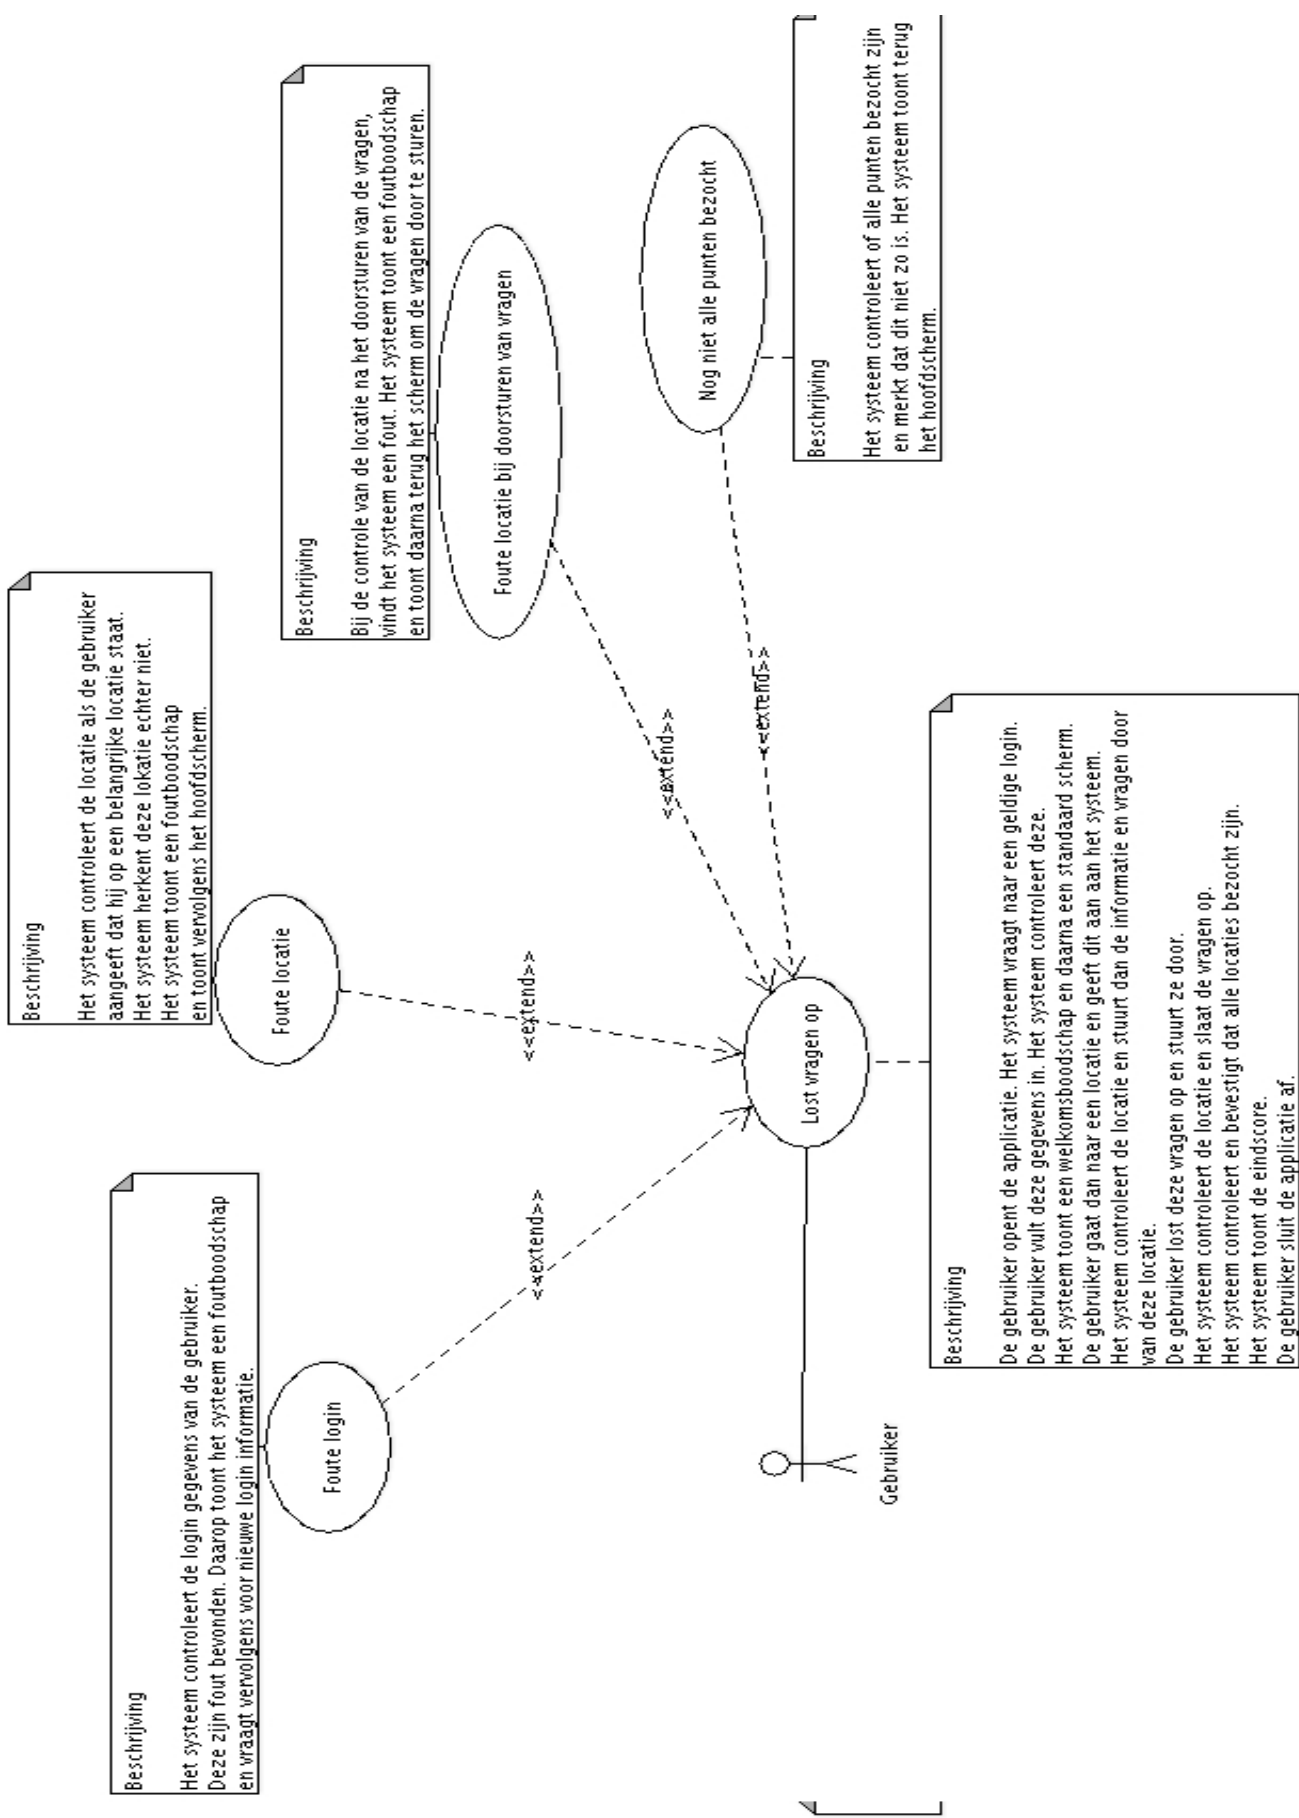 Beschrijving
Het systeem controleert de login gegevens van de gebruiker.
Deze zijn fout bevonden. Daarop toont het systeem een foutboodschap
en vraagt vervolgens voor nieuwe login informatie.
Foute login
<<extend>>
Beschrijving
Het systeem controleert de locatie als de gebruiker
aangeeft dat hij op een belangrijke locatie staat.
Het systeem herkent deze lokatie echter niet.
Het systeem toont een foutboodschap
en toont vervolgens het hoofdscherm.
Foute locatie
<<extend>>
Beschrijving
Bij de controle van de locatie na het doorsturen van de vragen,
vindt het systeem een fout. Het systeem toont een foutboodschap
en toont daarna terug het scherm om de vragen door te sturen.
Foute locatie bij doorsturen van vragen
<<extend>>
Nog niet alle punten bezocht
<<extend>>
Beschrijving
Het systeem controleert of alle punten bezocht zijn
en merkt dat dit niet zo is. Het systeem toont terug
het hoofdscherm.
Gebruiker
Lost vragen op
Beschrijving
De gebruiker opent de applicatie. Het systeem vraagt naar een geldige login.
De gebruiker vult deze gegevens in. Het systeem controleert deze.
Het systeem toont een welkomsboodschap en daarna een standaard scherm.
De gebruiker gaat dan naar een locatie en geeft dit aan aan het systeem.
Het systeem controleert de locatie en stuurt dan de informatie en vragen door
van deze locatie.
De gebruiker lost deze vragen op en stuurt ze door.
Het systeem controleert de locatie en slaat de vragen op.
Het systeem controleert en bevestigt dat alle locaties bezocht zijn.
Het systeem toont de eindscore.
De gebruiker sluit de applicatie af.